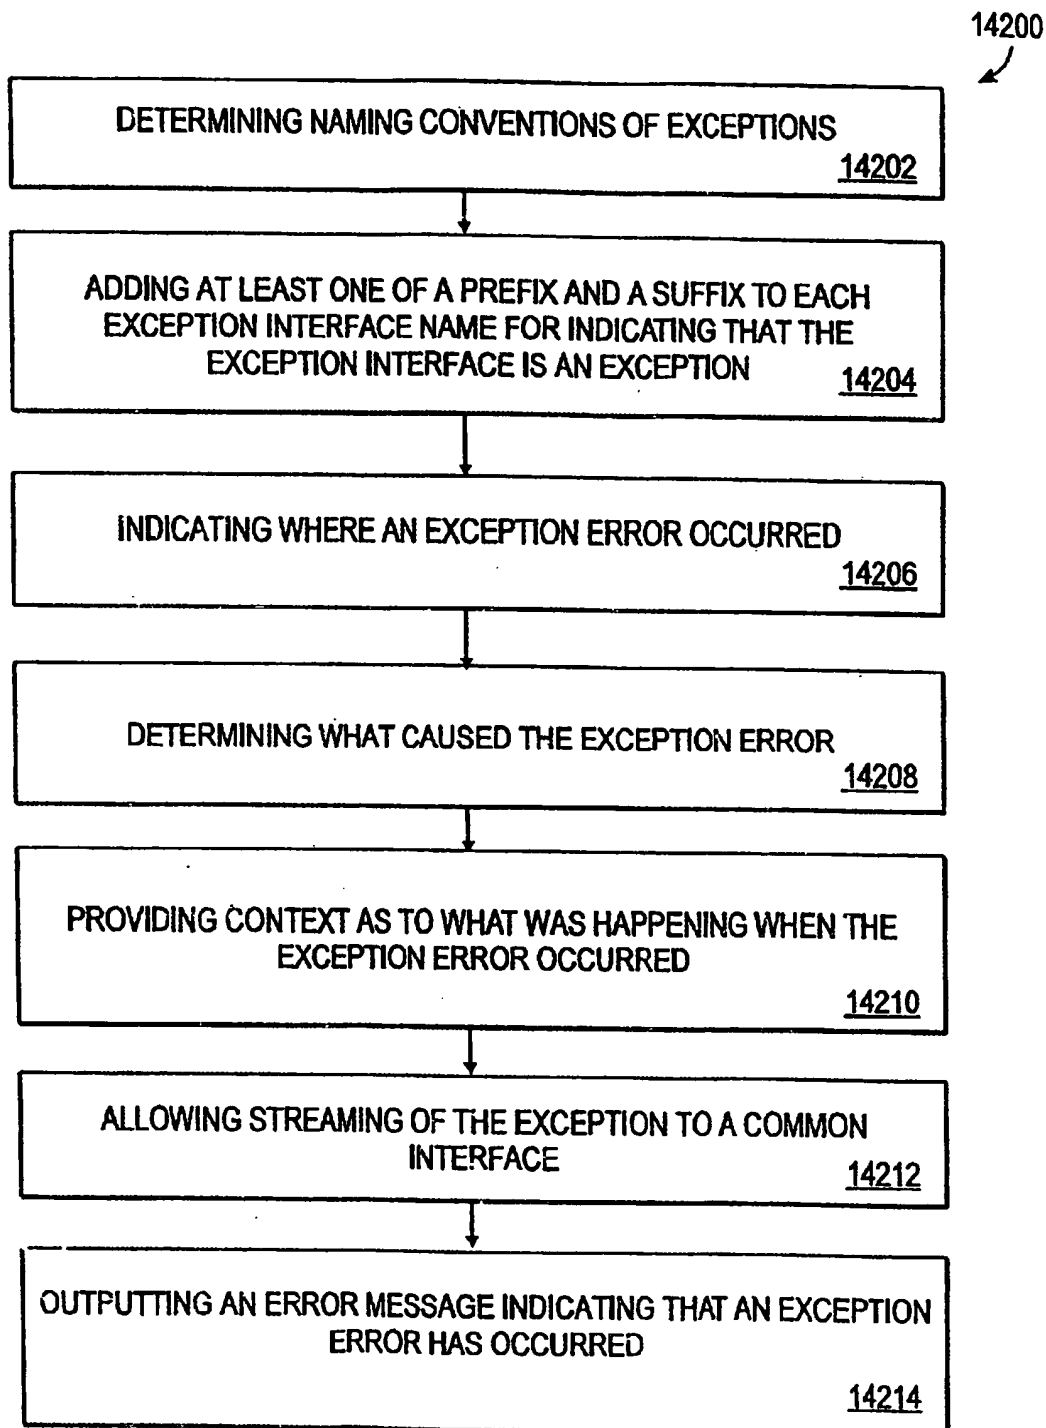 14200
DETERMINING NAMING CONVENTIONS OF EXCEPTIONS
14202
ADDING AT LEAST ONE OF A PREFIX AND A SUFFIX TO EACH
EXCEPTION INTERFACE NAME FOR INDICATING THAT THE
EXCEPTION INTERFACE IS AN EXCEPTION
14204
INDICATING WHERE AN EXCEPTION ERROR OCCURRED
14206
DETERMINING WHAT CAUSED THE EXCEPTION ERROR
14208
PROVIDING CONTEXT AS TO WHAT WAS HAPPENING WHEN THE
EXCEPTION ERROR OCCURRED
14210
ALLOWING STREAMING OF THE EXCEPTION TO A COMMON
INTERFACE
14212
OUTPUTTING AN ERROR MESSAGE INDICATING THAT AN EXCEPTION
ERROR HAS OCCURRED
14214